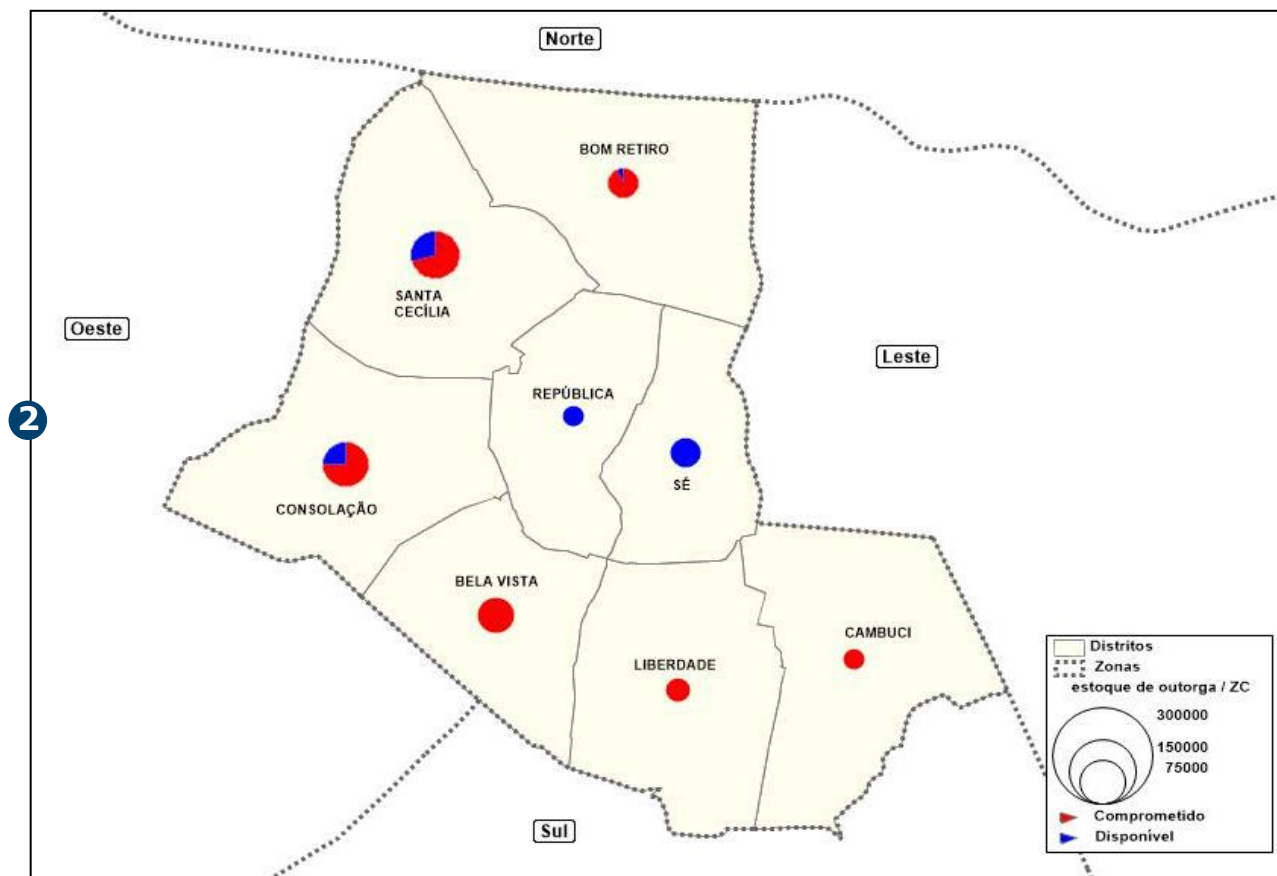 Norte
BOM RETIRO
SANTA
CECÍLIA
Oeste
Leste
REPÚBLICA
2
SÉ
CONSOLAÇÃO
BELA VISTA
CAMBUCI
LIBERDADE
Distritos
Zonas
estoque de outorga / ZC
300000
150000
75000
Comprometido
Disponível
Sul